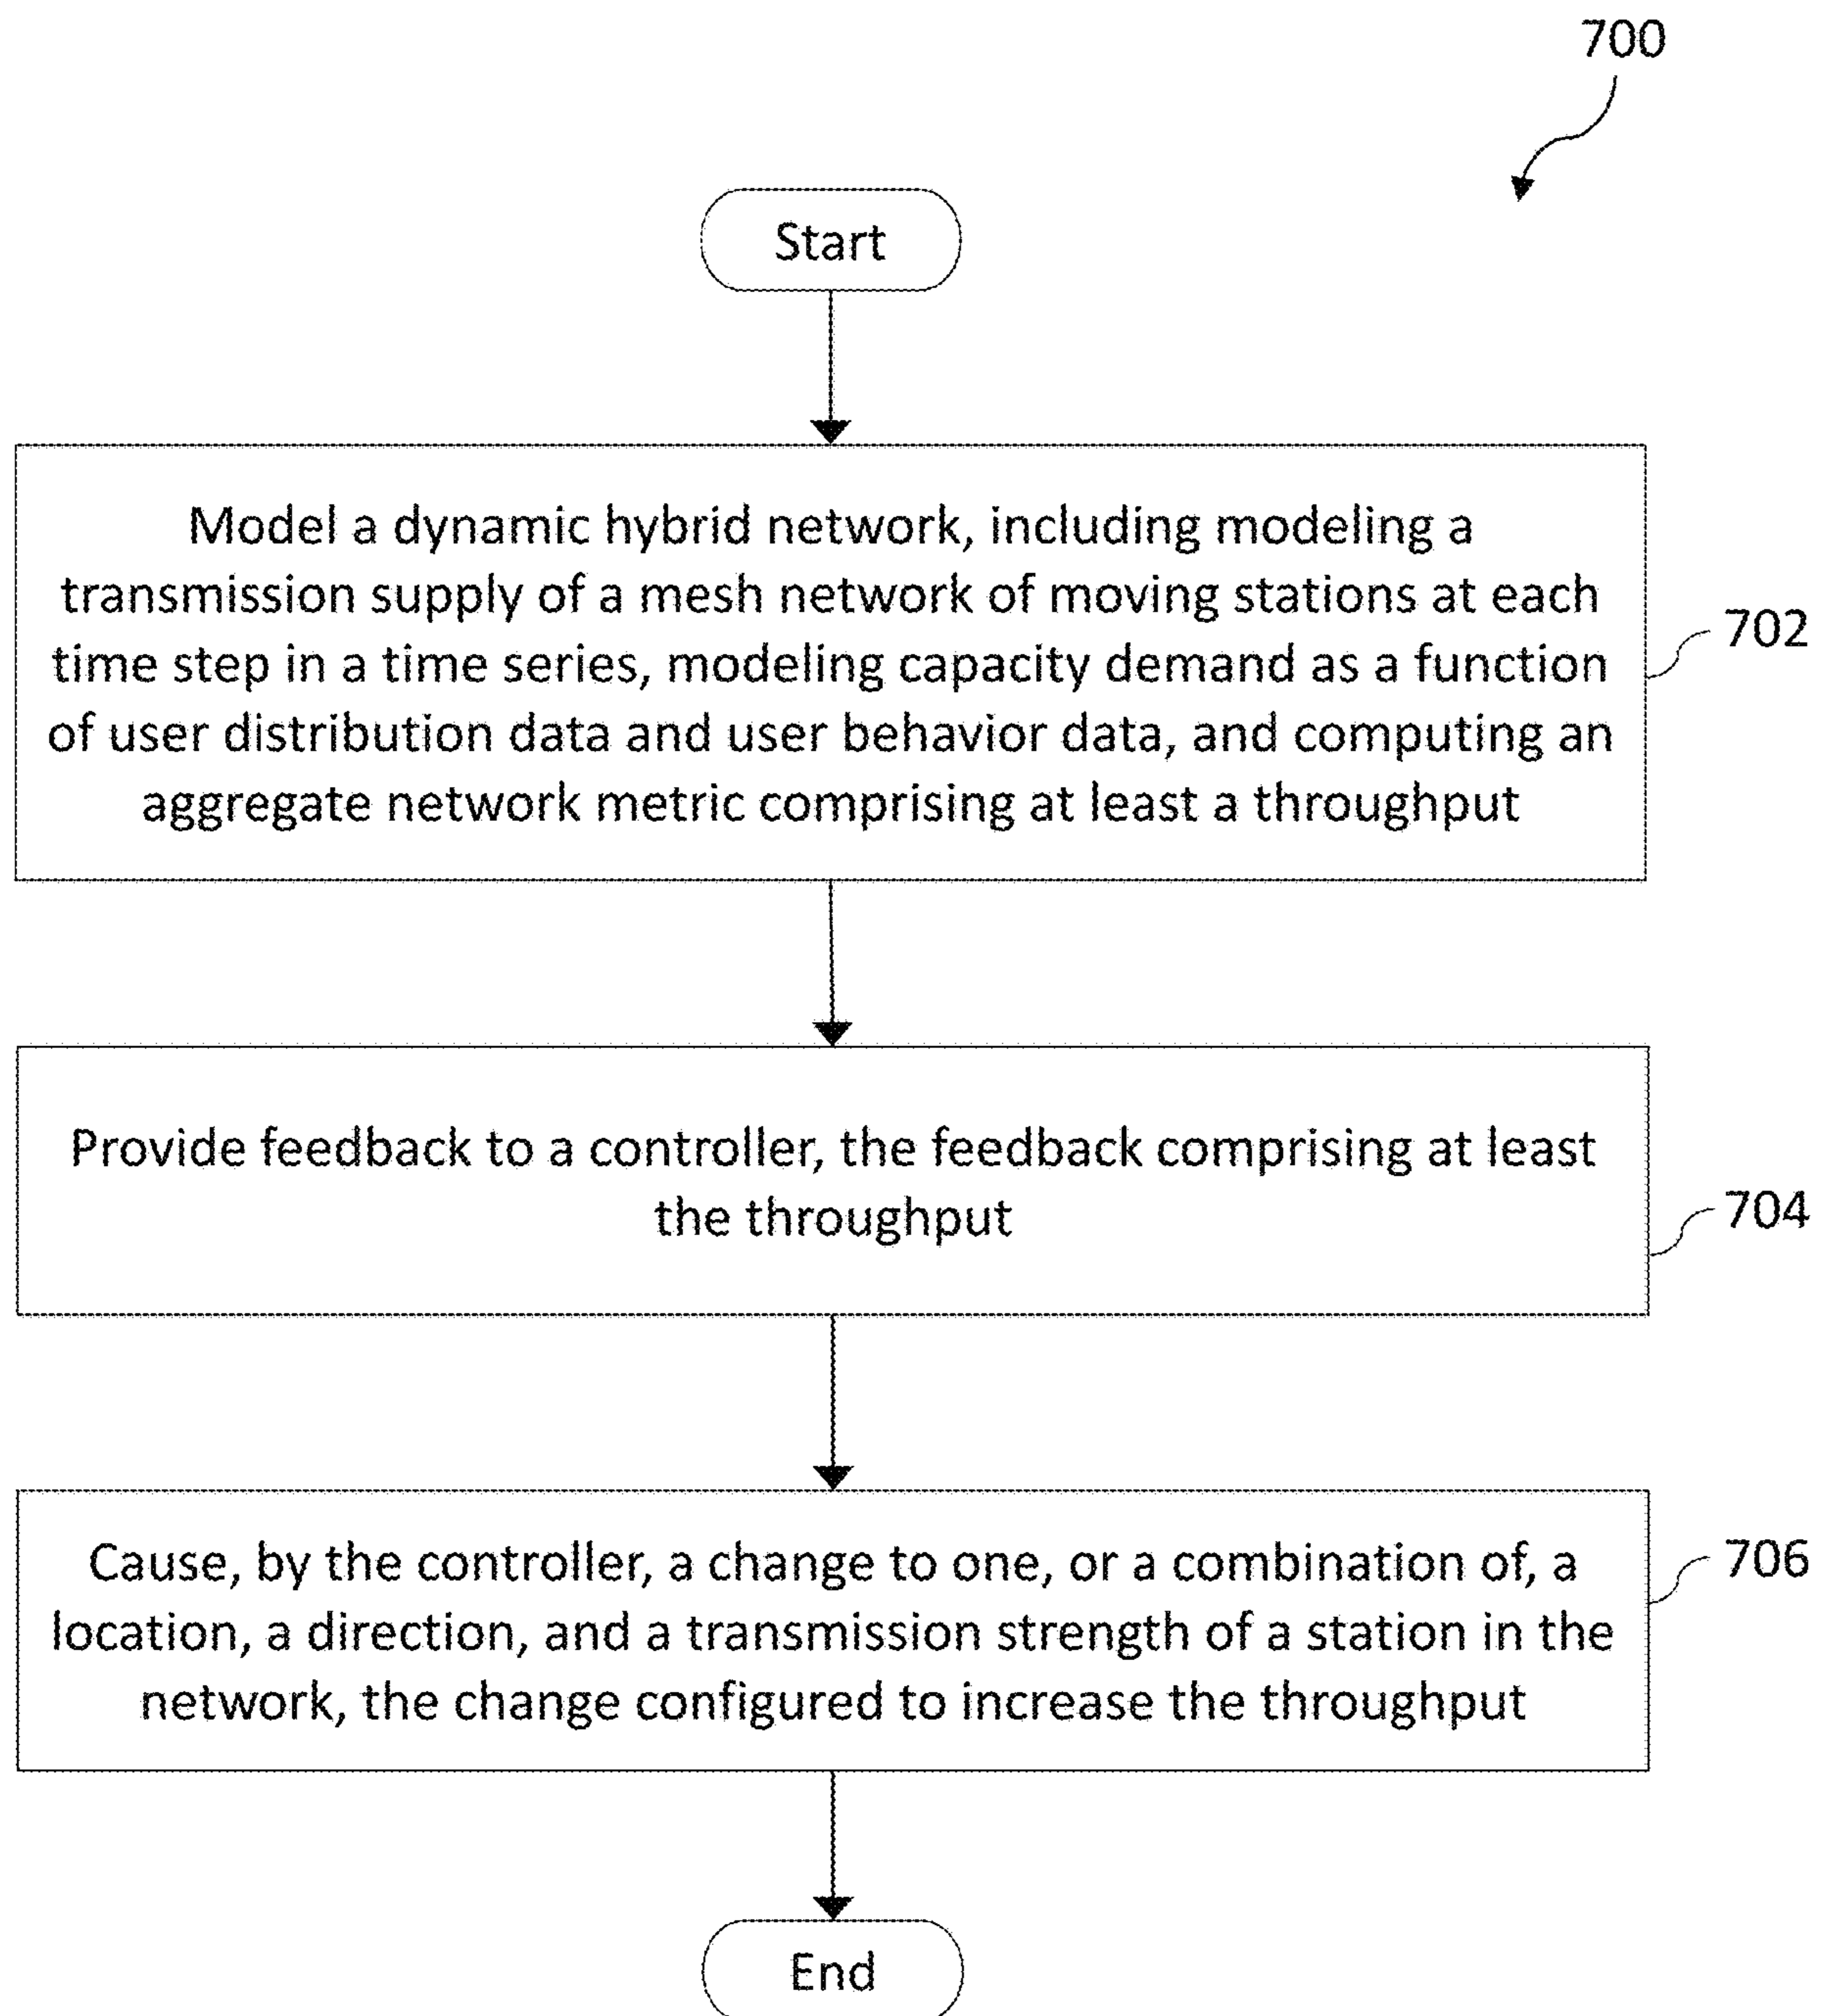 700
Start
Model a dynamic hybrid network, including modeling a
transmission supply of a mesh network of moving stations at each
time step in a time series, modeling capacity demand as a function
of user distribution data and user behavior data, and computing an
aggregate network metric comprising at least a throughput
702
Provide feedback to a controller, the feedback comprising at least
the throughput
704
Cause, by the controller, a change to one, or a combination of, a
location, a direction, and a transmission strength of a station in the
network, the change configured to increase the throughput
706
End